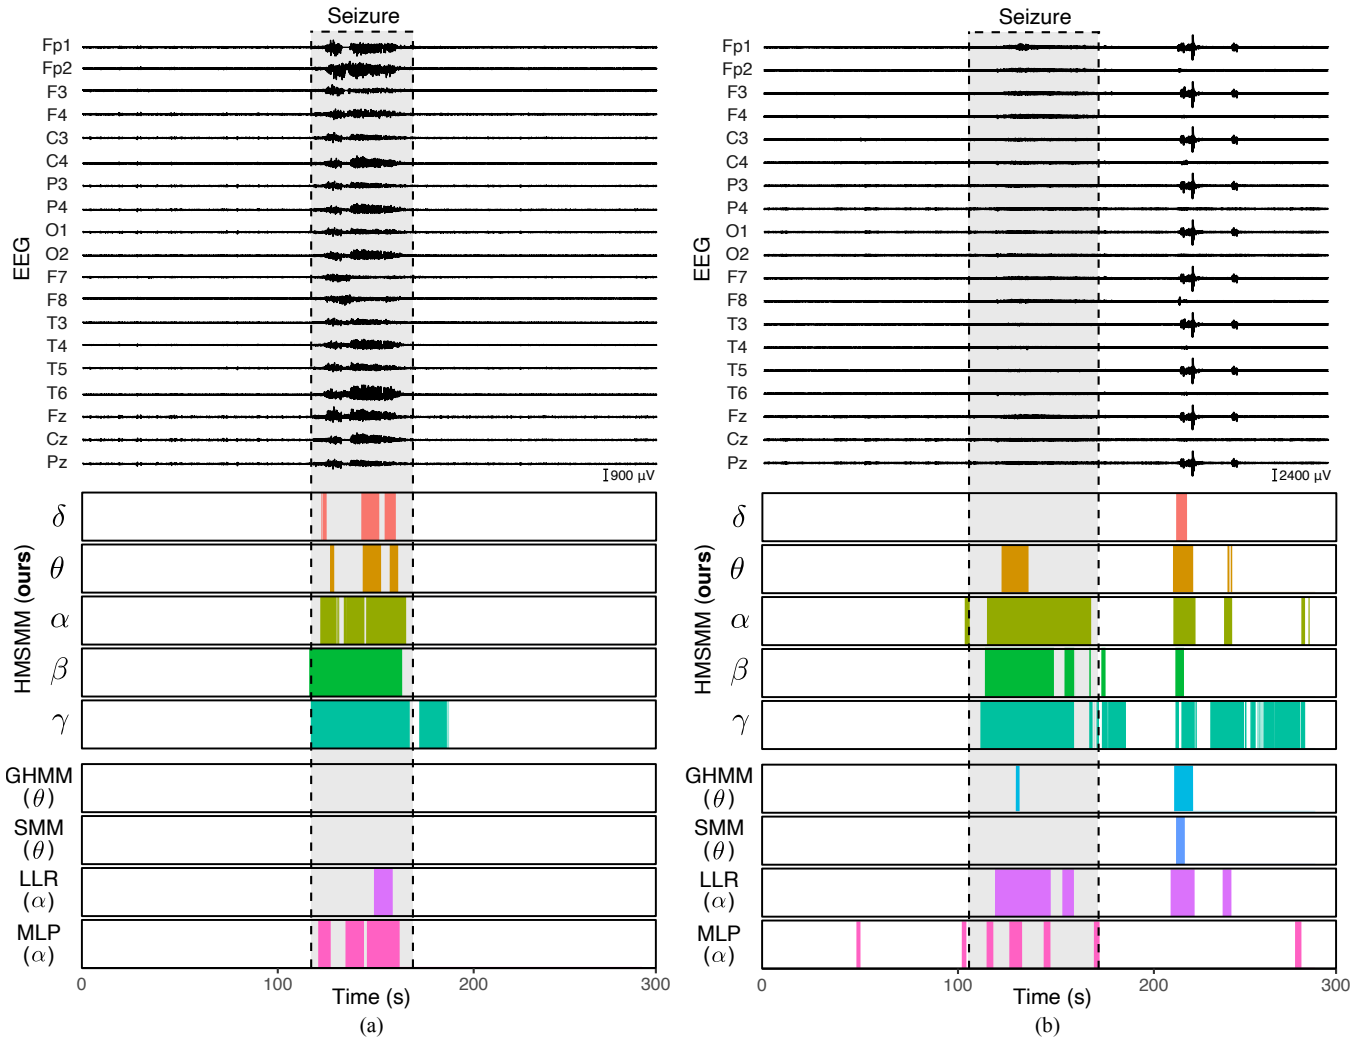 Seizure
Fp1
Fp2
F3
F4
C3
C4
P3
P4
O1
O2
F7
F8
T3
T4
T5
T6
Fz
Cz
Pz
EEG
900 µV
HMSMM (ours)
δ
θ
α
β
γ
GHMM
(θ)
SMM
(θ)
LLR
(α)
MLP
(α)
0
100
200
300
Time (s)
(a)
Seizure
Fp1
Fp2
F3
F4
C3
C4
P3
P4
O1
O2
F7
F8
T3
T4
T5
T6
Fz
Cz
Pz
EEG
2400 µV
HMSMM (ours)
δ
θ
α
β
γ
GHMM
(θ)
SMM
(θ)
LLR
(α)
MLP
(α)
0
100
200
300
Time (s)
(b)